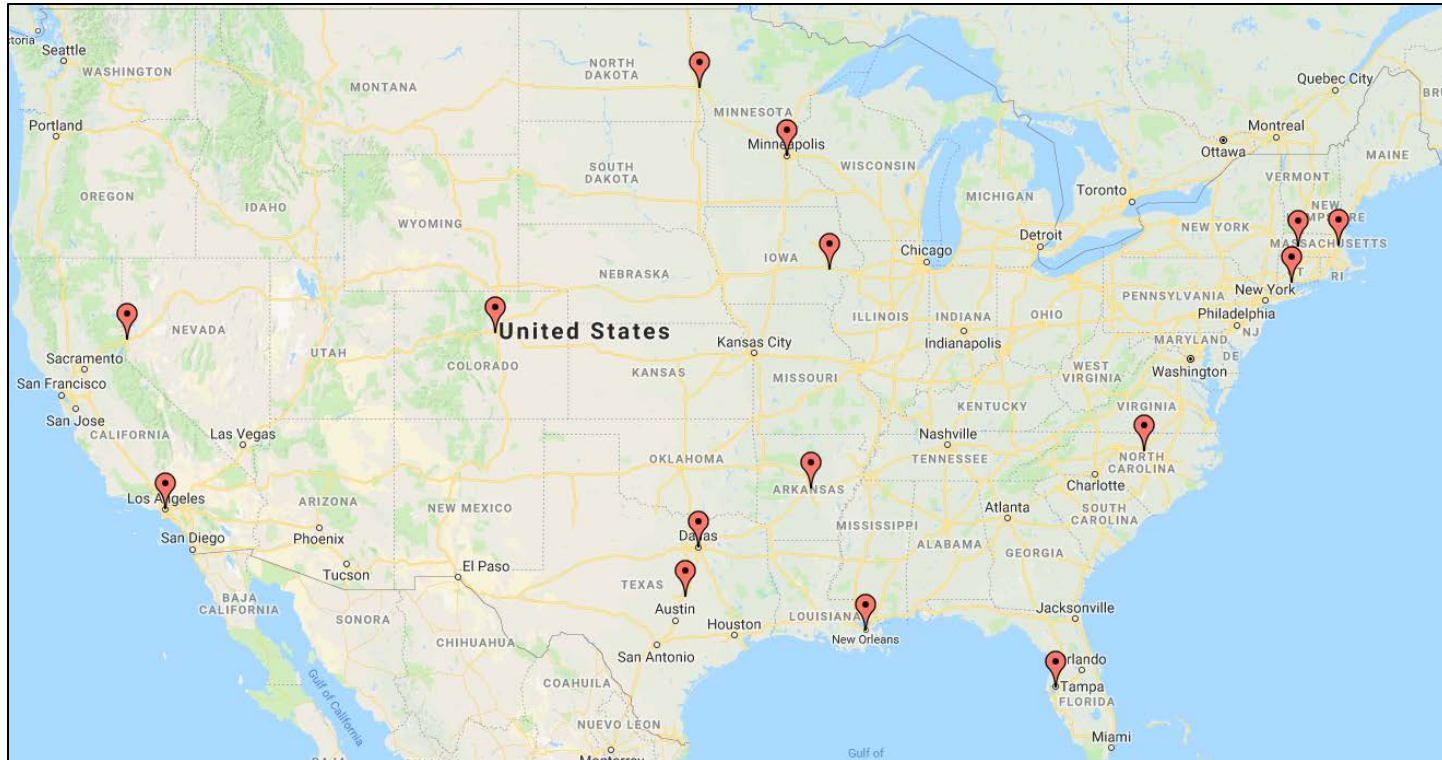 ctoria
Seattle
WASHINGTON
MONTANA
NORTH
DAKOTA
MINNESOTA
Minneapolis
Quebec City
Portland
Montreal
Ottawa
MAINE
VERMONT
OREGON
IDAHO
WYOMING
SOUTH
DAKOTA
WISCONSIN
MICHIGAN
Toronto
NEW
NEW YORK
MASSACHUSETTS
Detroit
Chicago
IOWA
NEBRASKA
RI
PENNSYLVANIA
New York
Philadelphia
NJ
ILLINOIS
INDIANA
OHIO
Indianapolis
MARYLAND
DE
Washington
WEST
VIRGINIA
VIRGINIA
NEVADA
UTAH
COLORADO
United States
Kansas City
KANSAS
MISSOURI
KENTUCKY
Sacramento
San Francisco
San Jose
CALIFORNIA
Las Vegas
Nashville
TENNESSEE
NORTH
CAROLINA
Charlotte
OKLAHOMA
ARKANSAS
Los Angeles
ARIZONA
NEW MEXICO
Phoenix
San Diego
Tucson
El Paso
Dallas
TEXAS
MISSISSIPPI
ALABAMA
Atlanta
GEORGIA
SOUTH
CAROLINA
BAJA
CALIFORNIA
SONORA
CHIHUAHUA
Austin
Houston
San Antonio
LOUISIANA
New Orleans
Jacksonville
Orlando
Tampa
FLORIDA
Miami
COAHUILA
NUEVO LEON
Monterrey
Gulf of California
Gulf of